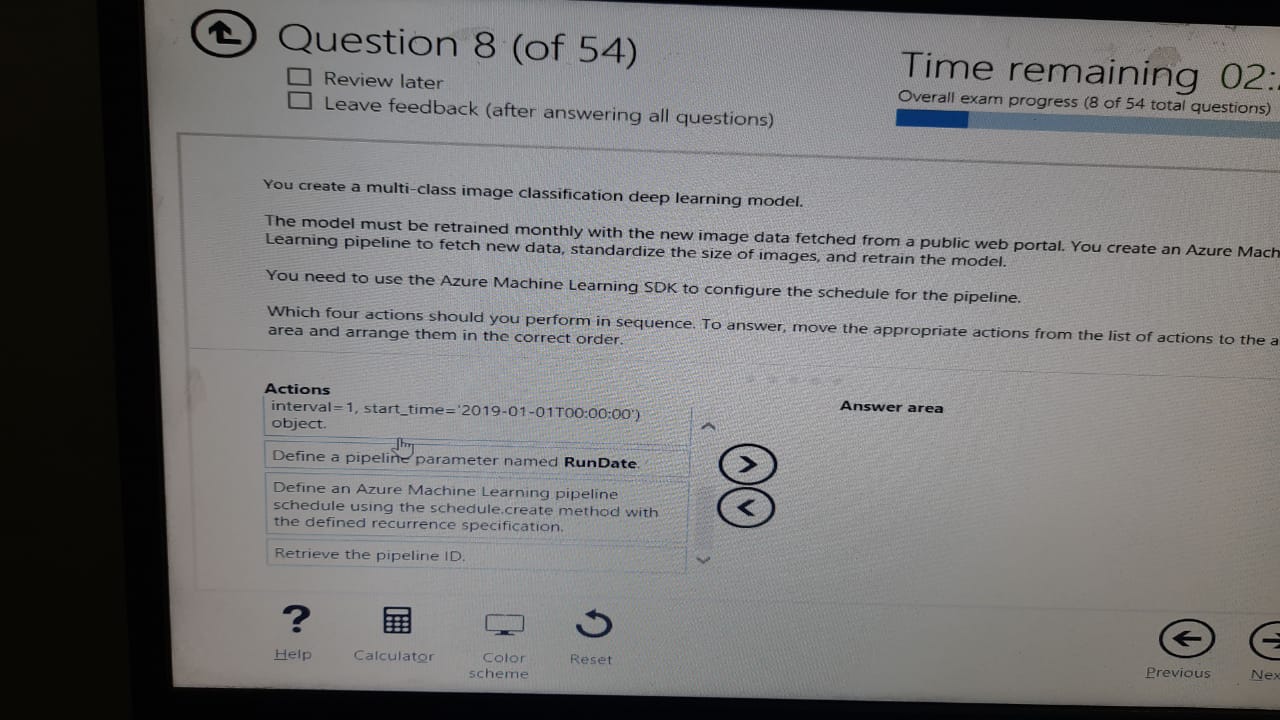 Question 8 (of 54)
Review later
Leave feedback (after answering all questions)
Time remaining 02:
Overall exam progress (8 of 54 total questions)
You create a multi-class image classification deep learning model.
The model must be retrained monthly with the new image data fetched from a public web portal. You create an Azure Mach
Learning pipeline to fetch new data, standardize the size of images, and retrain the model.
You need to use the Azure Machine Learning SDK to configure the schedule for the pipeline.
Which four actions should you perform in sequence. To answer, move the appropriate actions from the list of actions to the a
area and arrange them in the correct order.
Actions
interval=1, start_time='2019-01-01T00:00:00')
object.
Define a pipeline parameter named RunDate.
Define an Azure Machine Learning pipeline
schedule using the schedule.create method with
the defined recurrence specification.
Retrieve the pipeline ID.
Answer area
? 
Help
Calculator
Color
scheme
Reset
Previous
Nex